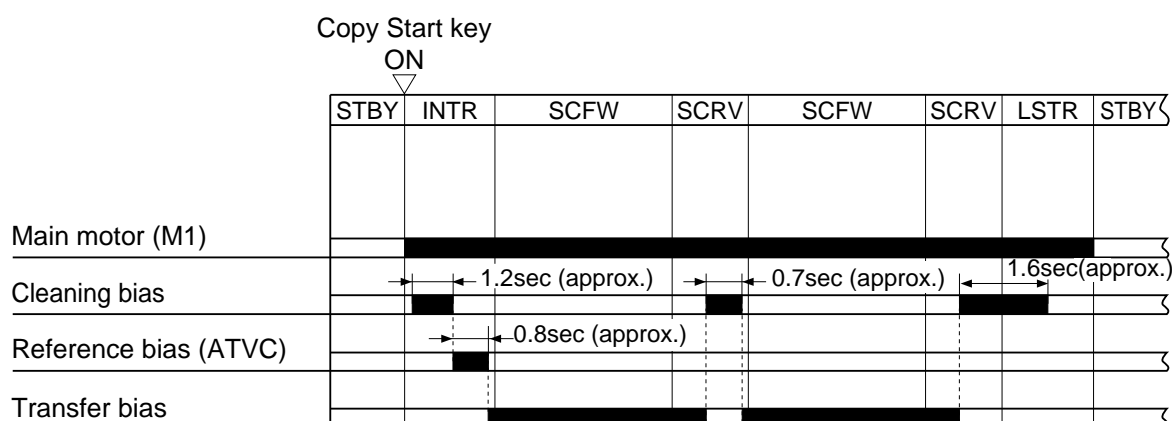 Copy Start key
ON
STBY INTR SCFW SCRV SCFW SCRV LSTR STBY
Main motor (M1)
1.2sec (approx.) 0.7sec (approx.) 1.6sec(approx.)
Cleaning bias
0.8sec (approx.)
Reference bias (ATVC)
Transfer bias